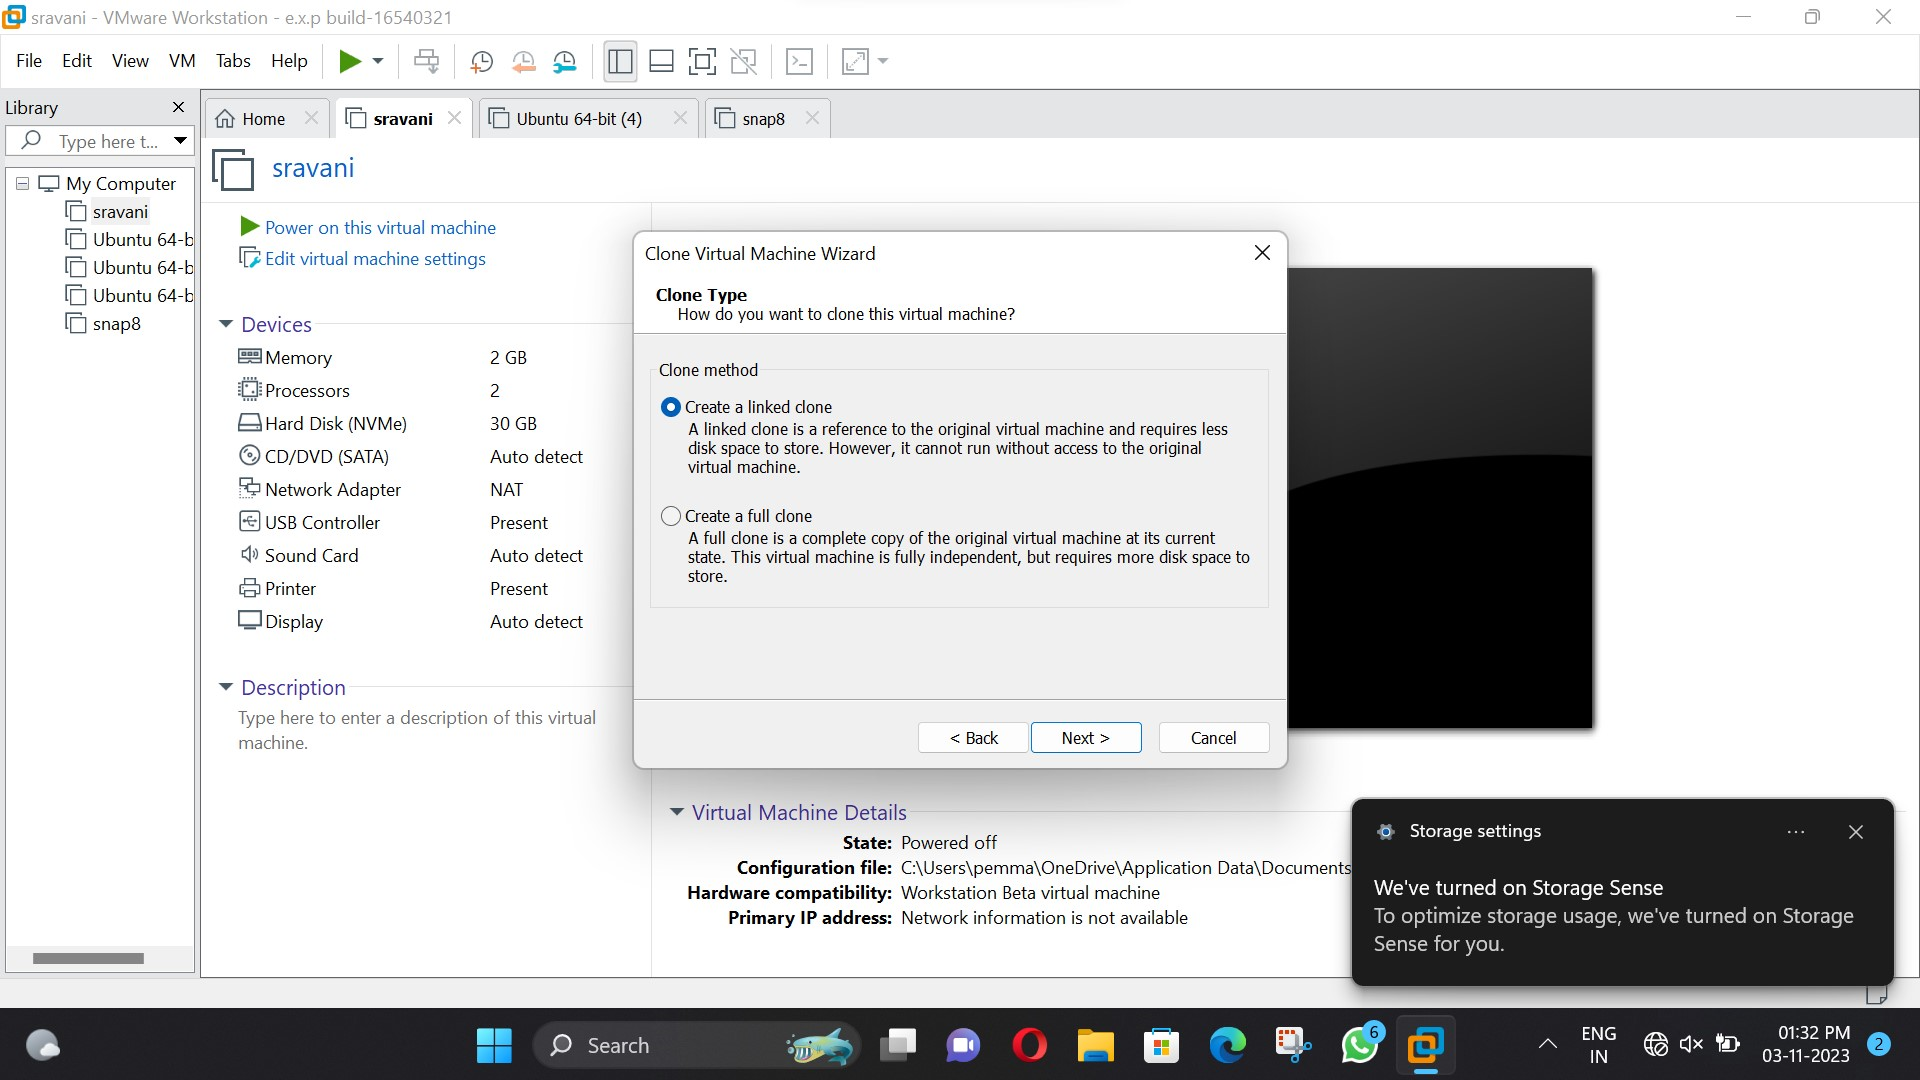 sravani - VMware Workstation - e.x.p build-16540321
File Edit View VM Tabs Help
Library
Type here t...
My Computer
sravani
Ubuntu 64-b
Ubuntu 64-b
Ubuntu 64-b
snap8
Home sravani Ubuntu 64-bit (4) snap8
sravani
Power on this virtual machine
Edit virtual machine settings
Devices
Memory 2 GB
Processors 2
Hard Disk (NVMe) 30 GB
CD/DVD (SATA) Auto detect
Network Adapter NAT
USB Controller Present
Sound Card Auto detect
Printer Present
Display Auto detect
Description
Type here to enter a description of this virtual
machine.
Clone Virtual Machine Wizard
Clone Type
How do you want to clone this virtual machine?
Clone method
Create a linked clone
A linked clone is a reference to the original virtual machine and requires less
disk space to store. However, it cannot run without access to the original
virtual machine.
Create a full clone
A full clone is a complete copy of the original virtual machine at its current
state. This virtual machine is fully independent, but requires more disk space to
store.
< Back Next > Cancel
Virtual Machine Details
State: Powered off
Configuration file: C:\Users\pemma\OneDrive\Application Data\Documents
Hardware compatibility: Workstation Beta virtual machine
Primary IP address: Network information is not available
Storage settings
We've turned on Storage Sense
To optimize storage usage, we've turned on Storage
Sense for you.
Search
6
ENG
IN
01:32 PM
03-11-2023
2